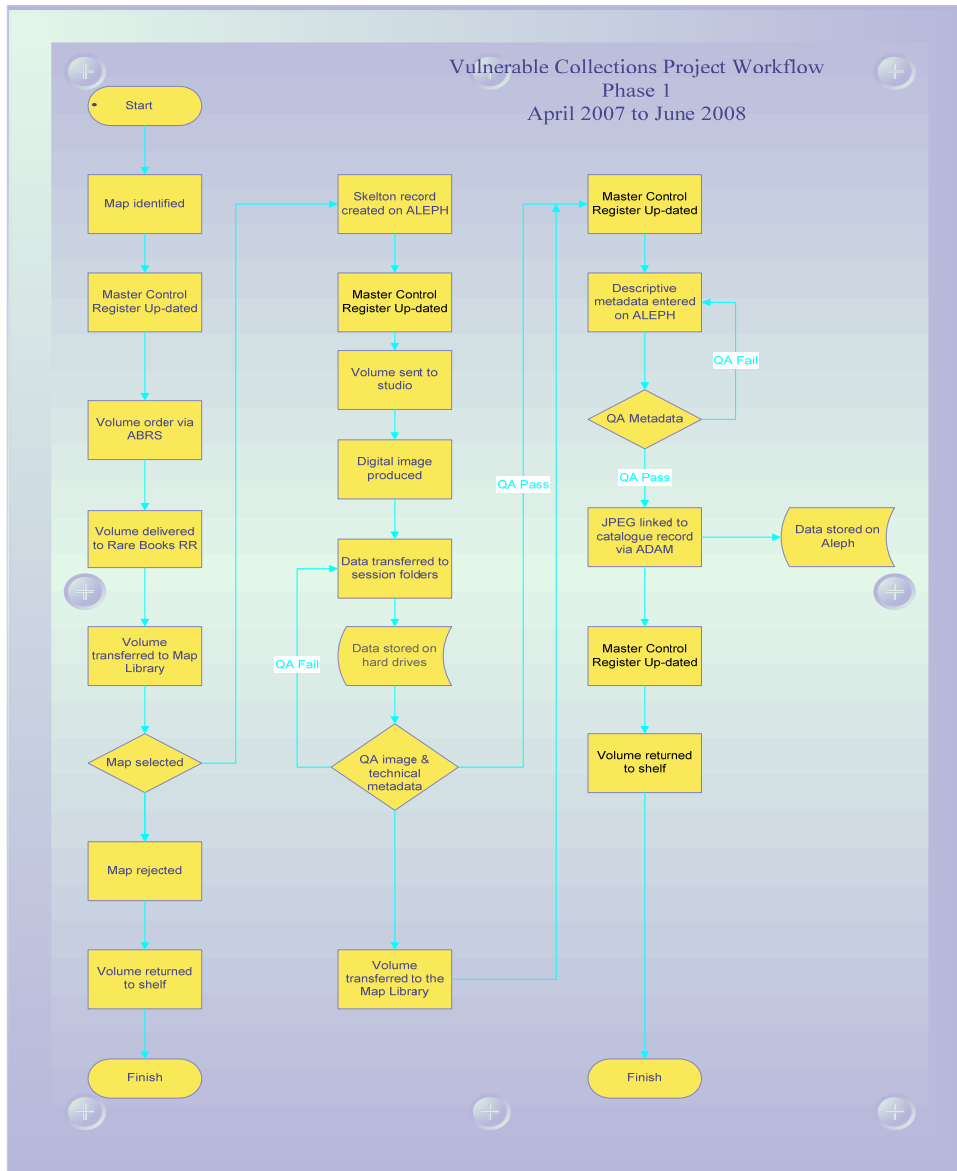 Vulnerable Collections Project Workflow
Phase 1
April 2007 to June 2008
Start
Map identified
Master Control
Register Up-dated
Volume order via
ABRS
Volume delivered
to Rare Books RR
Volume
transferred to Map
Library
Map selected
Map rejected
Volume returned
to shelf
Finish
Skelton record
created on ALEPH
Master Control
Register Up-dated
Volume sent to
studio
Digital image
produced
Data transferred to
session folders
Data stored on
hard drives
QA Fail
QA image &
technical
metadata
QA Pass
Volume
transferred to the
Map Library
Master Control
Register Up-dated
Descriptive
metadata entered
on ALEPH
QA Fail
QA Metadata
QA Pass
JPEG linked to
catalogue record
via ADAM
Data stored on
Aleph
Master Control
Register Up-dated
Volume returned
to shelf
Finish